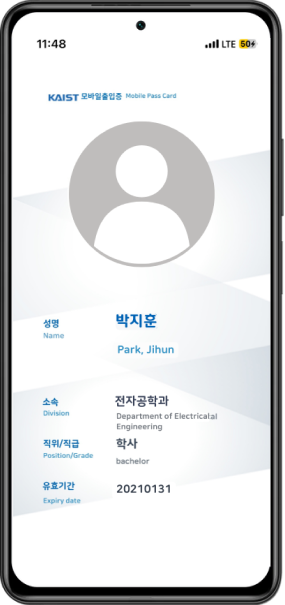 11:48 LTE 50
KAIST 모바일출입증 Mobile Pass Card
성명 박지훈
Name
Park, Jihun
소속 전자공학과
Division Department of Electricalal
Engineering
직위/직급 학사
Position/Grade bachelor
유효기간 20210131
Expiry date